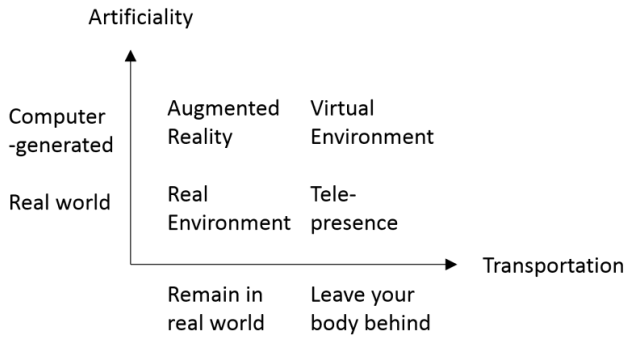 Artificiality
Computer
-generated
Augmented
Reality
Virtual
Environment
Real world
Real
Environment
Tele-
presence
Transportation
Remain in
real world
Leave your
body behind